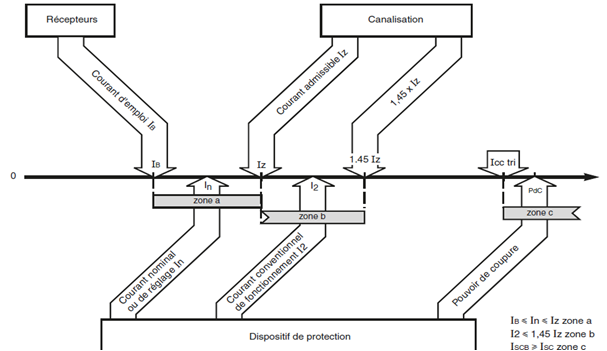 Récepteurs
Canalisation
Courant d'emploi IB
Courant admissible Iz
1,45 x Iz
IB
Iz
1.45 Iz
Icc tri
0
In
I2
PdC
zone a
zone b
zone c
Courant nominal
ou de réglage In
Courant conventionnel
de fonctionnement I2
Pouvoir de coupure
Dispositif de protection
IB ⩽ In ⩽ Iz zone a
I2 ⩽ 1,45 Iz zone b
ISCB ⩾ ISC zone c